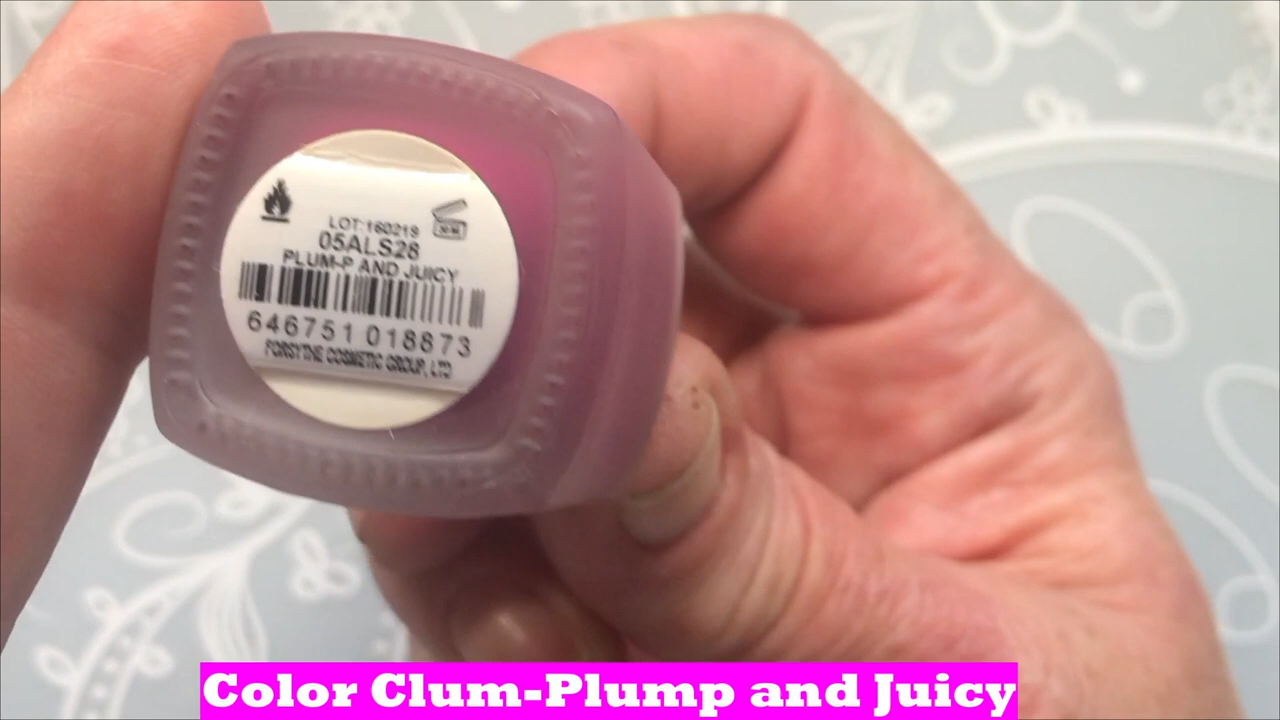 LOT:160219
05ALS28
PLUM-P AND JUICY
646751 018873
FORSYTHE COSMETIC GROUP, LTD
Color Clum-Plump and Juicy